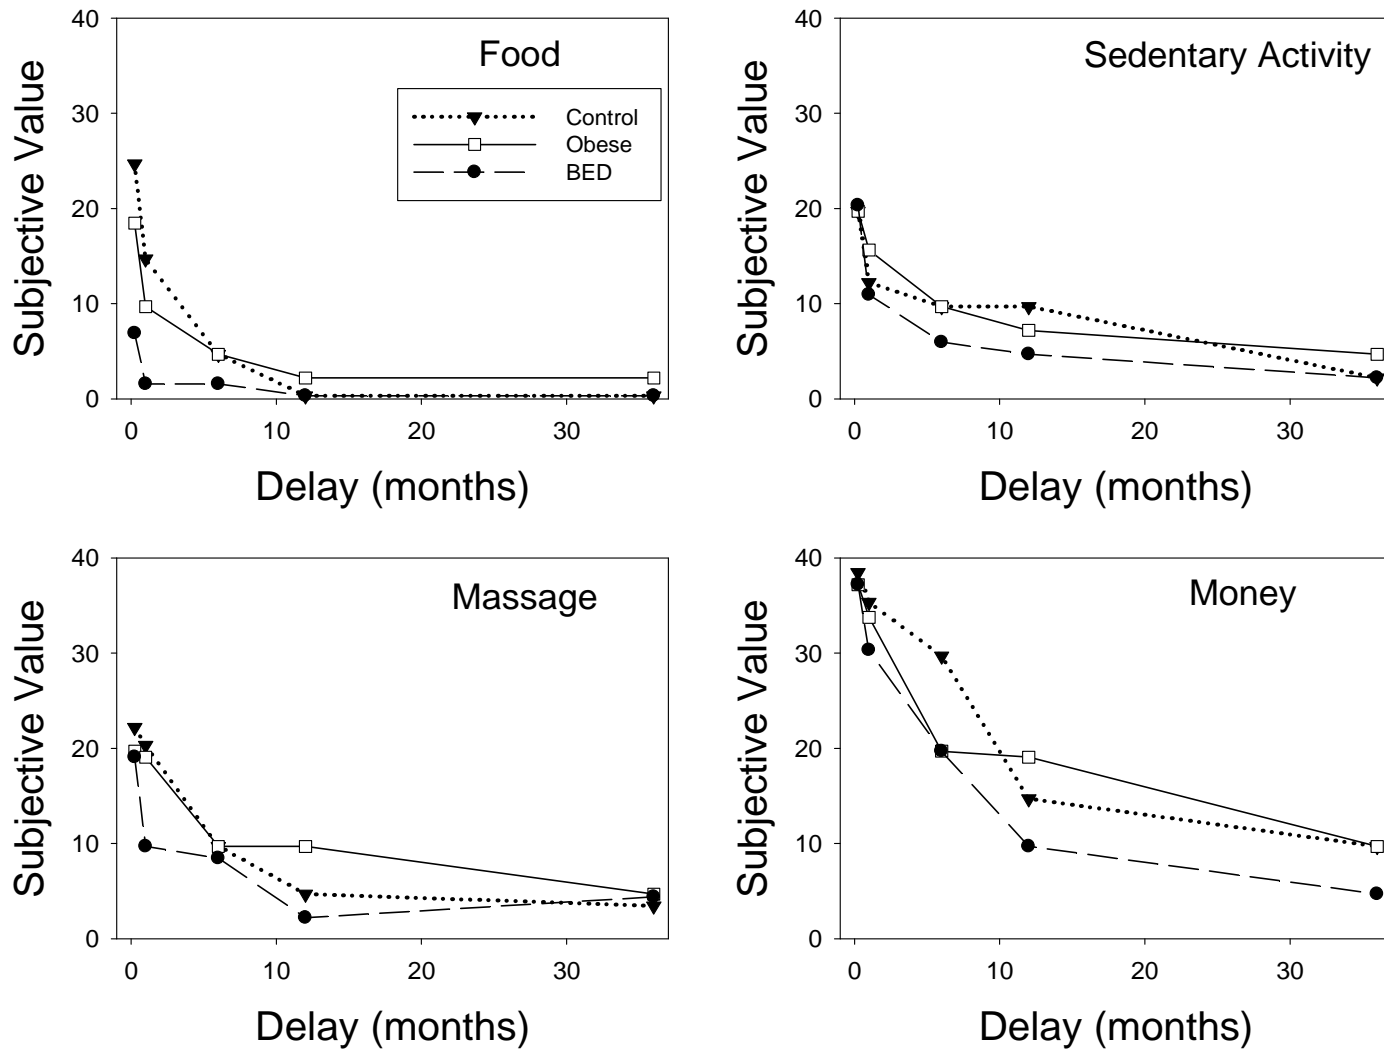 Food
Control
Obese
BED
Subjective Value
40
30
20
10
0
0 10 20 30
Delay (months)
Sedentary Activity
Subjective Value
40
30
20
10
0
0 10 20 30
Delay (months)
Massage
Subjective Value
40
30
20
10
0
0 10 20 30
Delay (months)
Money
Subjective Value
40
30
20
10
0
0 10 20 30
Delay (months)